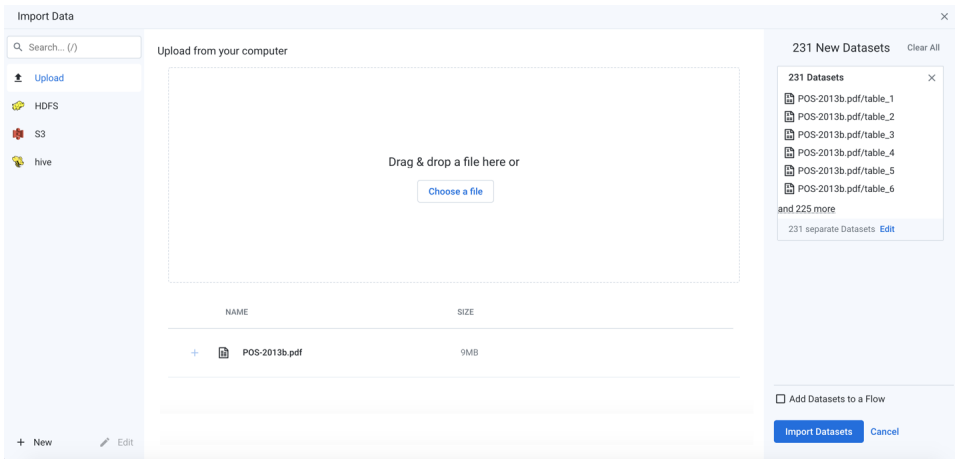 Import Data
Search... (/)
Upload
HDFS
S3
hive
+ New
Edit
Upload from your computer
Drag & drop a file here or
Choose a file
NAME SIZE
+ POS-2013b.pdf 9MB
231 New Datasets Clear All
231 Datasets
POS-2013b.pdf/table_1
POS-2013b.pdf/table_2
POS-2013b.pdf/table_3
POS-2013b.pdf/table_4
POS-2013b.pdf/table_5
POS-2013b.pdf/table_6
and 225 more
231 separate Datasets Edit
Add Datasets to a Flow
Import Datasets Cancel